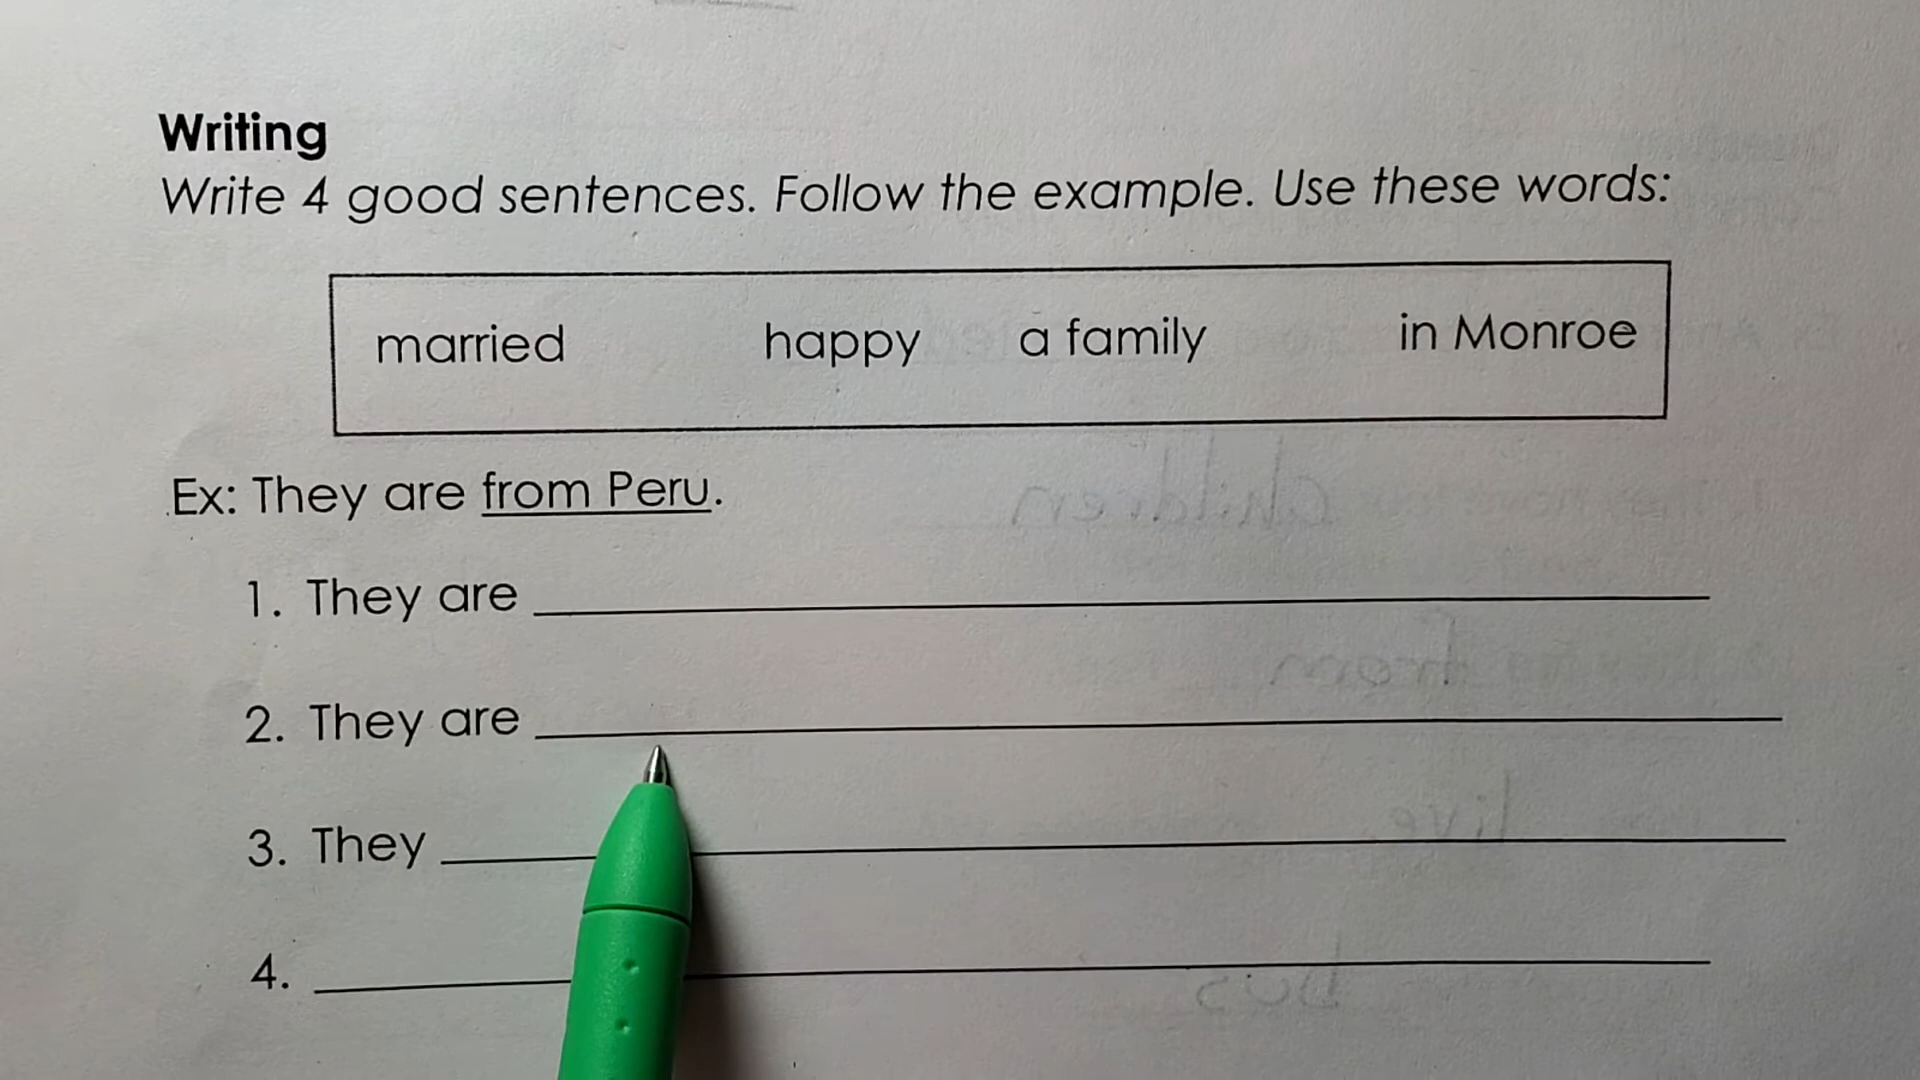 Writing
Write 4 good sentences. Follow the example. Use these words:
married happy a family in Monroe
Ex: They are from Peru.
1. They are
2. They are
3. They
4.